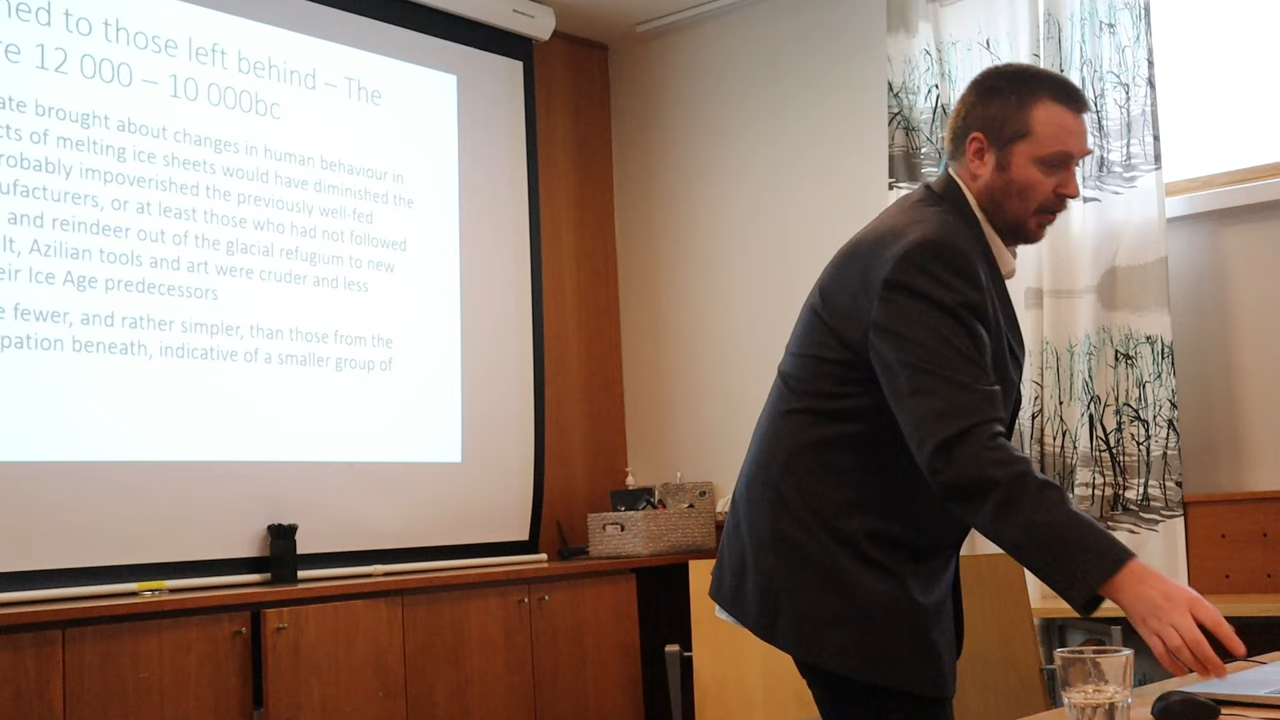 ned to those left behind – The
re 12 000 – 10 000bc
ate brought about changes in human behaviour in
cts of melting ice sheets would have diminished the
robably impoverished the previously well-fed
ufacturers, or at least those who had not followed
and reindeer out of the glacial refugium to new
lt, Azilian tools and art were cruder and less
eir Ice Age predecessors
e fewer, and rather simpler, than those from the
pation beneath, indicative of a smaller group of